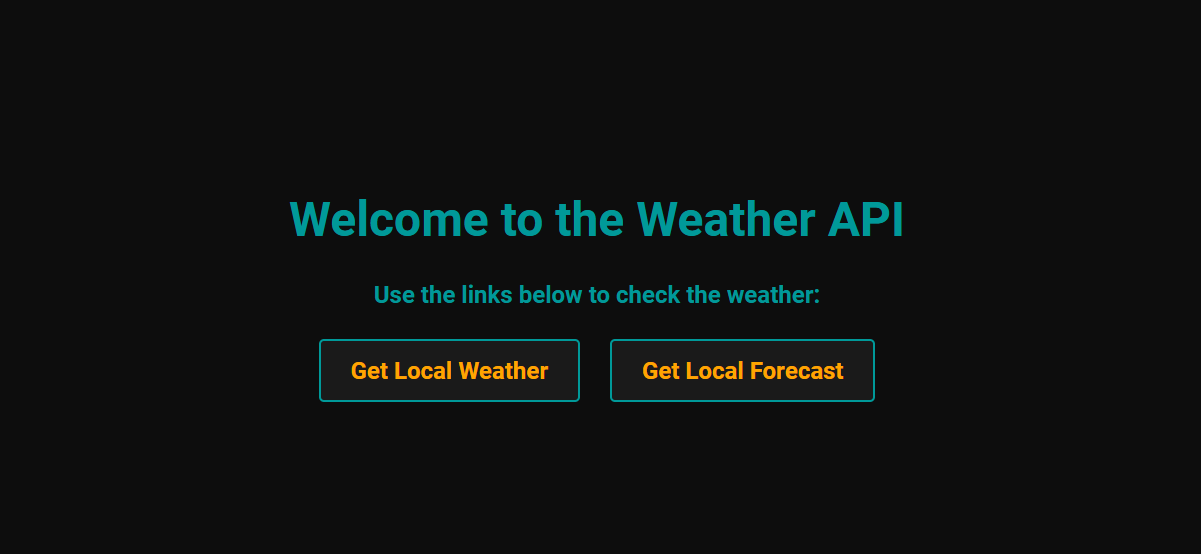 Welcome to the Weather API
Use the links below to check the weather:
Get Local Weather
Get Local Forecast